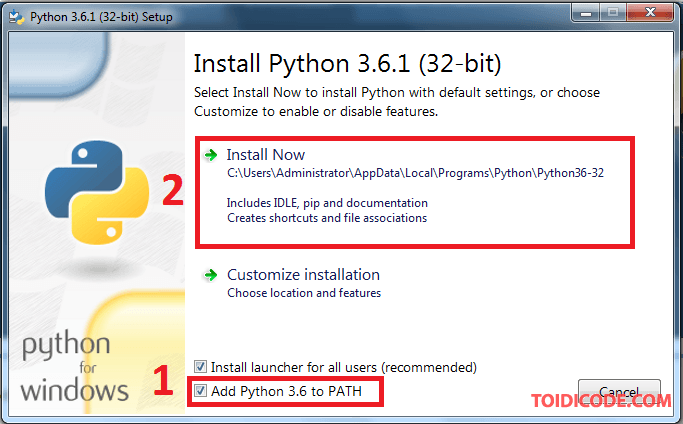 Python 3.6.1 (32-bit) Setup
Install Python 3.6.1 (32-bit)
Select Install Now to install Python with default settings, or choose
Customize to enable or disable features.
Install Now
C:\Users\Administrator\AppData\Local\Programs\Python\Python36-32
2
Includes IDLE, pip and documentation
Creates shortcuts and file associations
Customize installation
Choose location and features
python
for
windows
Install launcher for all users (recommended)
1
Add Python 3.6 to PATH
Cancel
TOIDICODE.COM